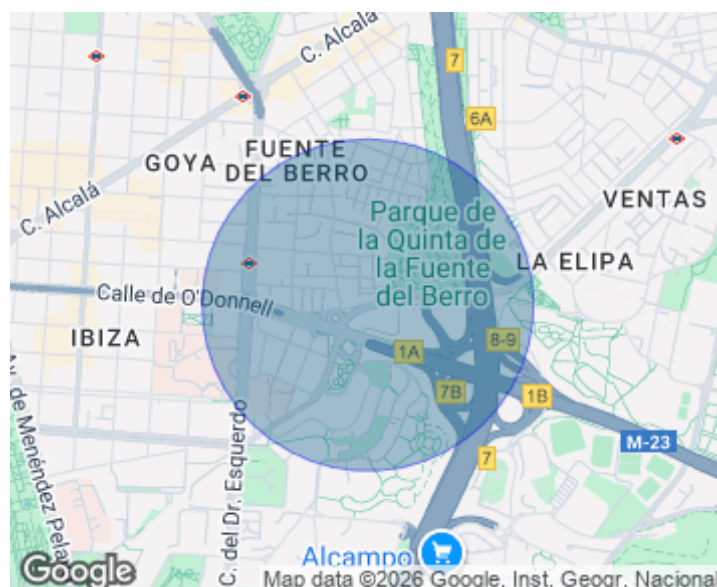 C. Alcalá
7
6A
GOYA
FUENTE
DEL BERRO
VENTAS
C. Alcalá
Parque de
la Quinta de
la Fuente
del Berro
LA ELIPA
Calle de O'Donnell
IBIZA
1A
8-9
7B
1B
Av. de Menéndez Pela
C. del Dr. Esquerdo
M-23
7
Alcampo
Google
Map data ©2026 Google, Inst. Geogr. Nacional